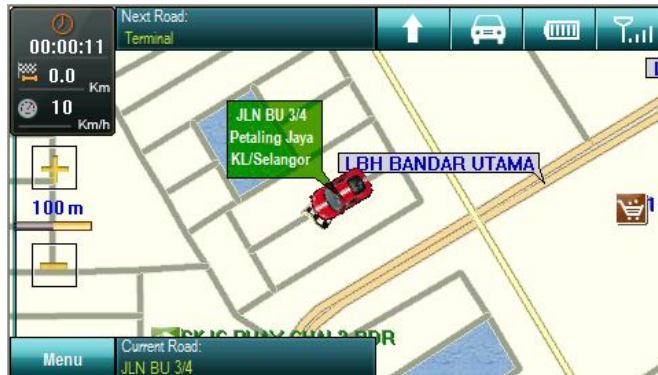 00:00:11
0.0
Km
10
Km/h
Next Road:
Terminal
JLN BU 3/4
Petaling Jaya
KL/Selangor
LBH BANDAR UTAMA
100 m
Menu
Current Road:
JLN BU 3/4